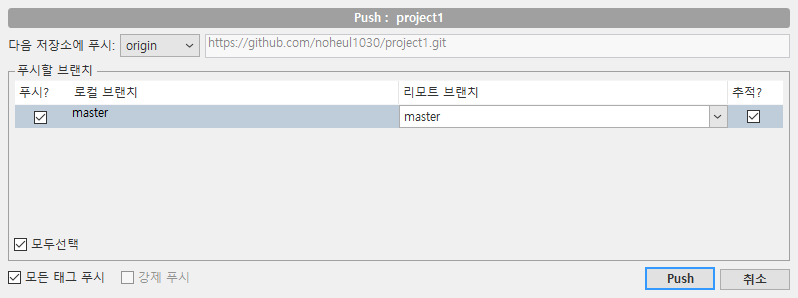 Push : project1
다음 저장소에 푸시: origin https://github.com/noheul1030/project1.git
푸시할 브랜치
푸시? 로컬 브랜치 리모트 브랜치 추적?
master master
모두선택
모든 태그 푸시 강제 푸시 Push 취소